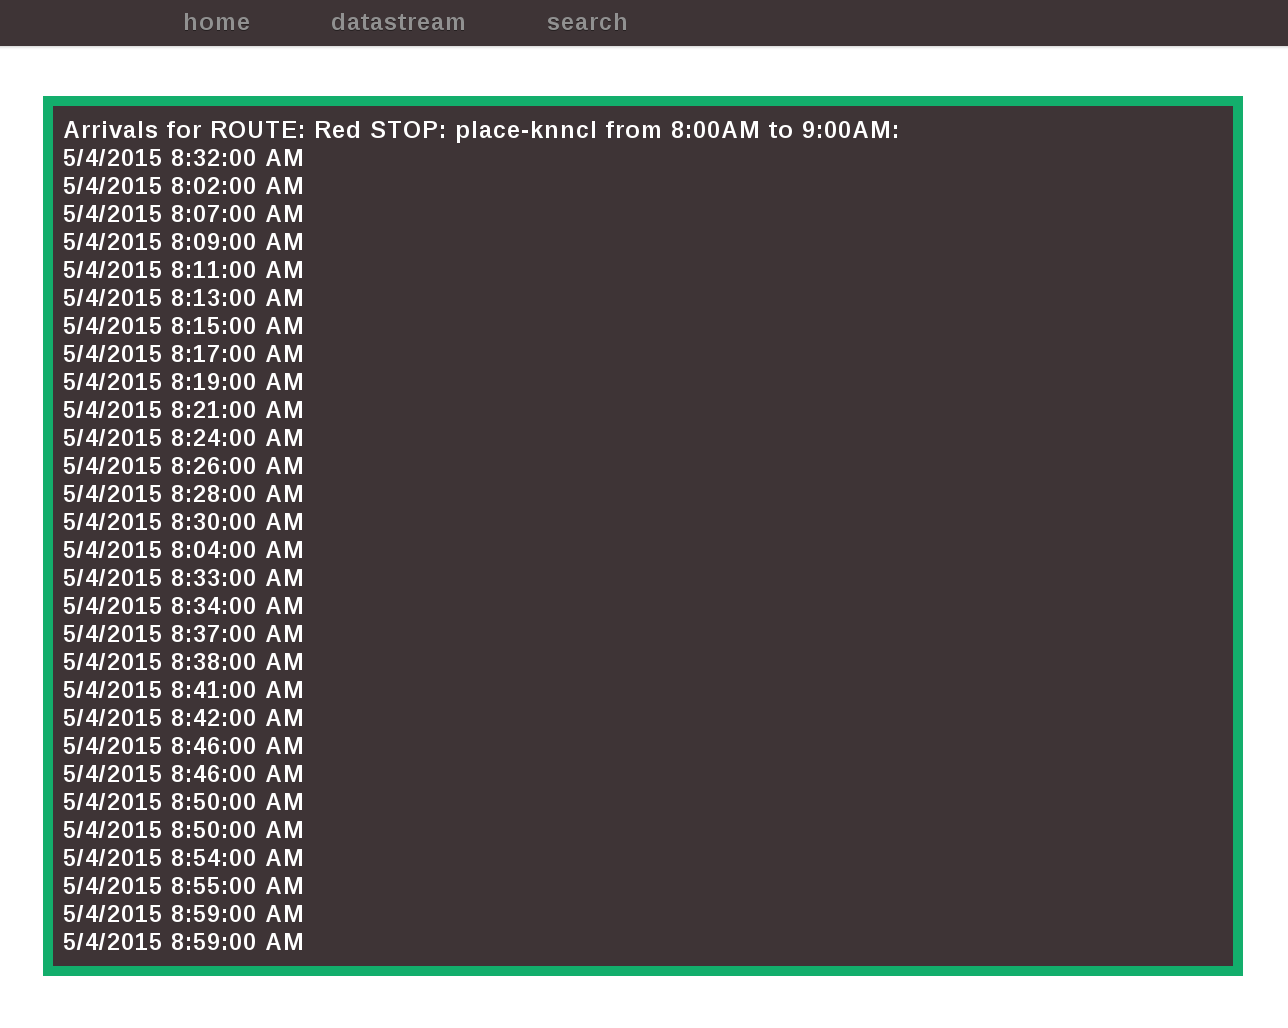 home datastream search
Arrivals for ROUTE: Red STOP: place-knncl from 8:00AM to 9:00AM:
5/4/2015 8:32:00 AM
5/4/2015 8:02:00 AM
5/4/2015 8:07:00 AM
5/4/2015 8:09:00 AM
5/4/2015 8:11:00 AM
5/4/2015 8:13:00 AM
5/4/2015 8:15:00 AM
5/4/2015 8:17:00 AM
5/4/2015 8:19:00 AM
5/4/2015 8:21:00 AM
5/4/2015 8:24:00 AM
5/4/2015 8:26:00 AM
5/4/2015 8:28:00 AM
5/4/2015 8:30:00 AM
5/4/2015 8:04:00 AM
5/4/2015 8:33:00 AM
5/4/2015 8:34:00 AM
5/4/2015 8:37:00 AM
5/4/2015 8:38:00 AM
5/4/2015 8:41:00 AM
5/4/2015 8:42:00 AM
5/4/2015 8:46:00 AM
5/4/2015 8:46:00 AM
5/4/2015 8:50:00 AM
5/4/2015 8:50:00 AM
5/4/2015 8:54:00 AM
5/4/2015 8:55:00 AM
5/4/2015 8:59:00 AM
5/4/2015 8:59:00 AM